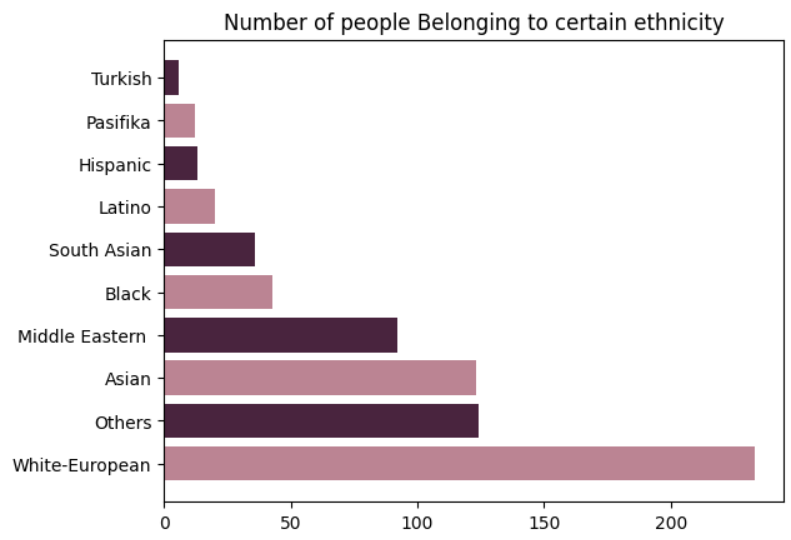 Number of people Belonging to certain ethnicity
Turkish
Pasifika
Hispanic
Latino
South Asian
Black
Middle Eastern
Asian
Others
White-European
0 50 100 150 200